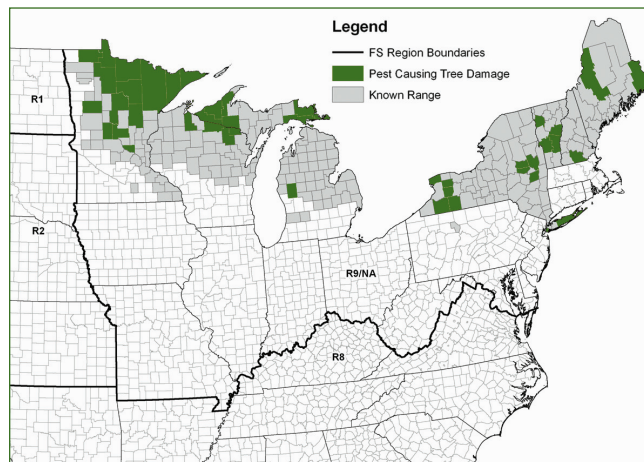 Legend
FS Region Boundaries
Pest Causing Tree Damage
Known Range
R1
R2
R9/NA
R8